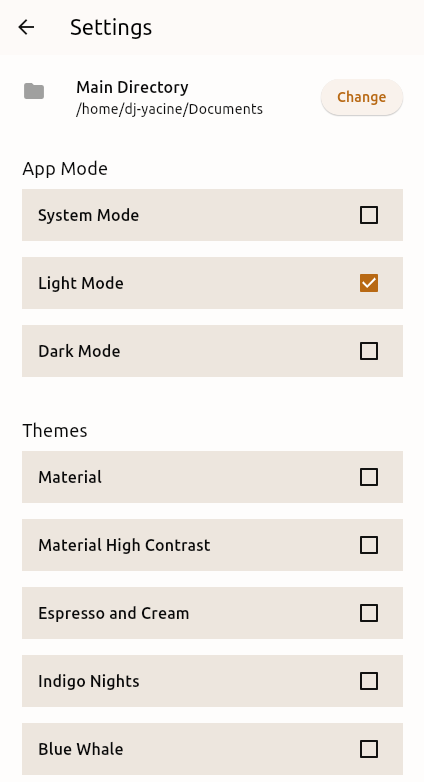 Settings
Main Directory
/home/dj-yacine/Documents
Change
App Mode
System Mode
Light Mode
Dark Mode
Themes
Material
Material High Contrast
Espresso and Cream
Indigo Nights
Blue Whale